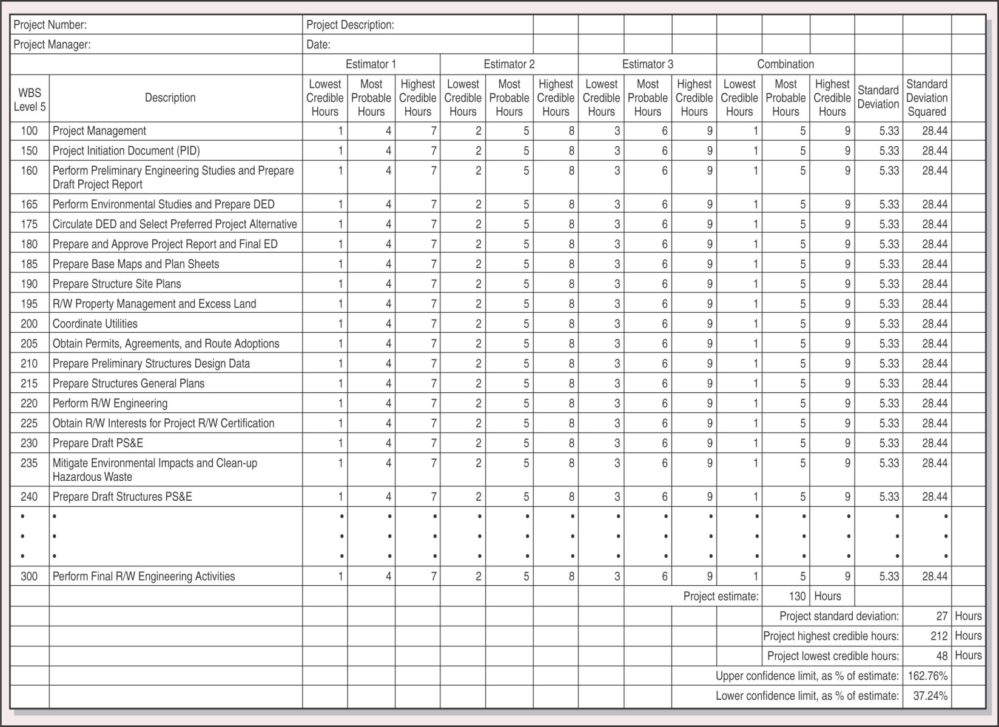 Project Number: Project Description:
Project Manager: Date:
Estimator 1 Estimator 2 Estimator 3 Combination
WBS Level 5 Description Lowest Credible Hours Most Probable Hours Highest Credible Hours Lowest Credible Hours Most Probable Hours Highest Credible Hours Lowest Credible Hours Most Probable Hours Highest Credible Hours Lowest Credible Hours Most Probable Hours Highest Credible Hours Standard Deviation Standard Deviation Squared
100 Project Management 1 4 7 2 5 8 3 6 9 1 5 9 5.33 28.44
150 Project Initiation Document (PID) 1 4 7 2 5 8 3 6 9 1 5 9 5.33 28.44
160 Perform Preliminary Engineering Studies and Prepare 1 4 7 2 5 8 3 6 9 1 5 9 5.33 28.44
Draft Project Report
165 Perform Environmental Studies and Prepare DED 1 4 7 2 5 8 3 6 9 1 5 9 5.33 28.44
175 Circulate DED and Select Preferred Project Alternative 1 4 7 2 5 8 3 6 9 1 5 9 5.33 28.44
180 Prepare and Approve Project Report and Final ED 1 4 7 2 5 8 3 6 9 1 5 9 5.33 28.44
185 Prepare Base Maps and Plan Sheets 1 4 7 2 5 8 3 6 9 1 5 9 5.33 28.44
190 Prepare Structure Site Plans 1 4 7 2 5 8 3 6 9 1 5 9 5.33 28.44
195 R/W Property Management and Excess Land 1 4 7 2 5 8 3 6 9 1 5 9 5.33 28.44
200 Coordinate Utilities 1 4 7 2 5 8 3 6 9 1 5 9 5.33 28.44
205 Obtain Permits, Agreements, and Route Adoptions 1 4 7 2 5 8 3 6 9 1 5 9 5.33 28.44
210 Prepare Preliminary Structures Design Data 1 4 7 2 5 8 3 6 9 1 5 9 5.33 28.44
215 Prepare Structures General Plans 1 4 7 2 5 8 3 6 9 1 5 9 5.33 28.44
220 Perform R/W Engineering 1 4 7 2 5 8 3 6 9 1 5 9 5.33 28.44
225 Obtain R/W Interests for Project R/W Certification 1 4 7 2 5 8 3 6 9 1 5 9 5.33 28.44
230 Prepare Draft PS&E 1 4 7 2 5 8 3 6 9 1 5 9 5.33 28.44
235 Mitigate Environmental Impacts and Clean-up 1 4 7 2 5 8 3 6 9 1 5 9 5.33 28.44
Hazardous Waste
240 Prepare Draft Structures PS&E 1 4 7 2 5 8 3 6 9 1 5 9 5.33 28.44
• • • • • • • • • • • • • • • •
• • • • • • • • • • • • • • • •
• • • • • • • • • • • • • • • •
300 Perform Final R/W Engineering Activities 1 4 7 2 5 8 3 6 9 1 5 9 5.33 28.44
Project estimate: 130 Hours
Project standard deviation: 27 Hours
Project highest credible hours: 212 Hours
Project lowest credible hours: 48 Hours
Upper confidence limit, as % of estimate: 162.76%
Lower confidence limit, as % of estimate: 37.24%